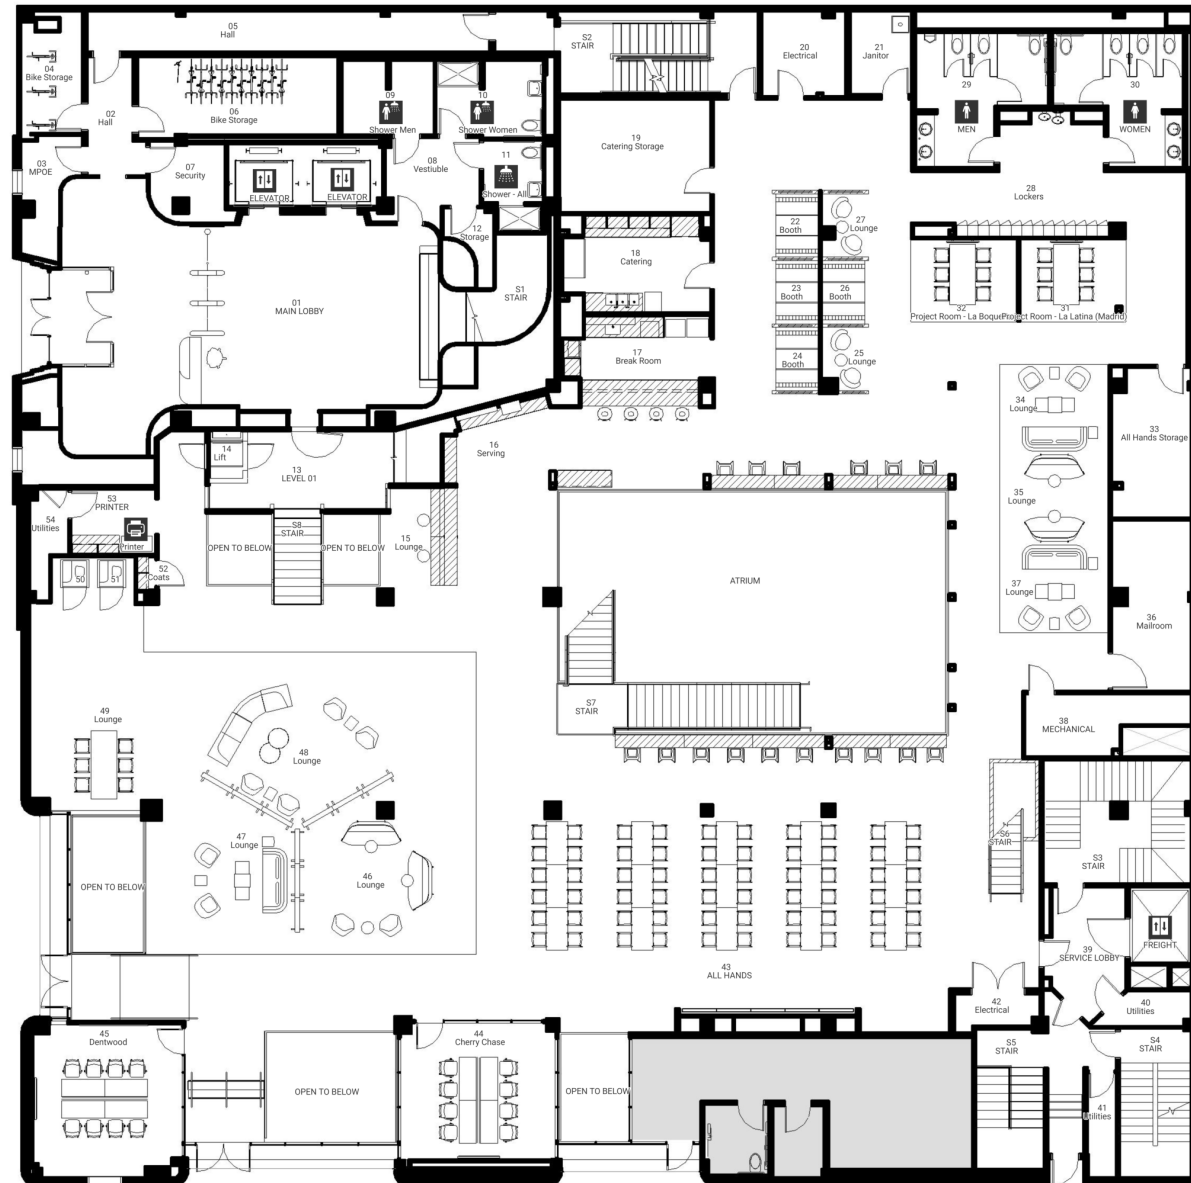 05
Hall
S2
STAIR
20
Electrical
21
Janitor
04
Bike Storage
29
MEN
30
WOMEN
06
Bike Storage
09
Shower Men
10
Shower Women
02
Hall
03
MPOE
07
Security
ELEVATOR
ELEVATOR
08
Vestiuble
11
Shower - All
12
Storage
19
Catering Storage
28
Lockers
22
Booth
27
Lounge
18
Catering
S1
STAIR
01
MAIN LOBBY
23
Booth
26
Booth
32
Project Room - La Boque
31
Project Room - La Latina (Madrid)
17
Break Room
24
Booth
25
Lounge
34
Lounge
33
All Hands Storage
14
Lift
13
LEVEL 01
16
Serving
35
Lounge
53
PRINTER
Printer
54
Utilities
S8
STAIR
OPEN TO BELOW
OPEN TO BELOW
15
Lounge
52
Coats
50
51
ATRIUM
37
Lounge
36
Mailroom
S7
STAIR
38
MECHANICAL
49
Lounge
48
Lounge
47
Lounge
46
Lounge
S6
STAIR
S3
STAIR
OPEN TO BELOW
39
SERVICE LOBBY
FREIGHT
43
ALL HANDS
42
Electrical
40
Utilities
45
Dentwood
44
Cherry Chase
S5
STAIR
S4
STAIR
OPEN TO BELOW
OPEN TO BELOW
41
Utilities